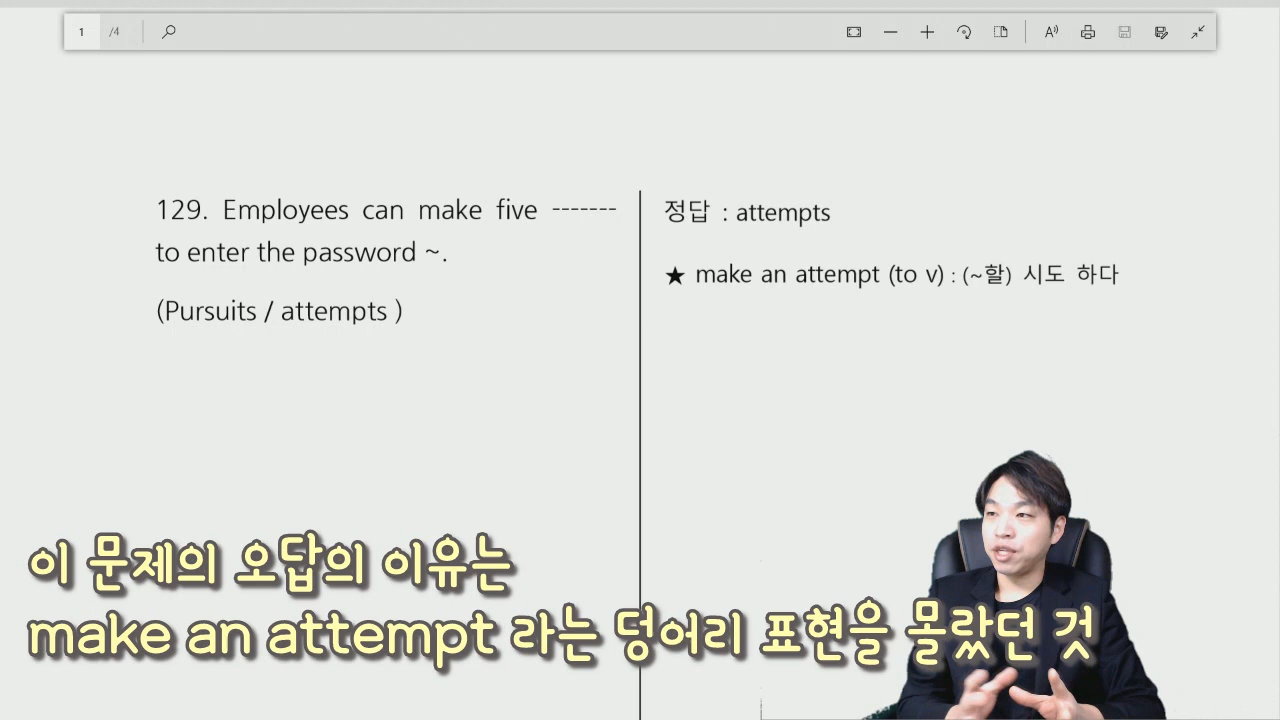 1 /4
129. Employees can make five -------
to enter the password ~.
(Pursuits / attempts )
정답 : attempts
★ make an attempt (to v) : (~할) 시도 하다
이 문제의 오답의 이유는
make an attempt 라는 덩어리 표현을 몰랐던 것